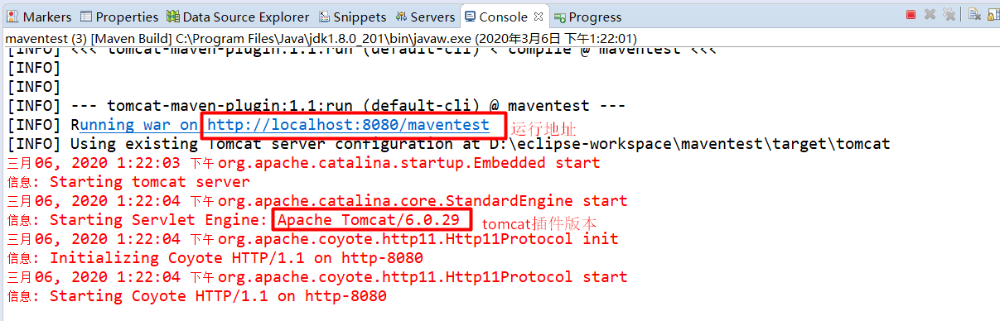 Markers Properties Data Source Explorer Snippets Servers Console Progress
maventest (3) [Maven Build] C:\Program Files\Java\jdk1.8.0_201\bin\javaw.exe (2020年3月6日 下午1:22:01)
[INFO] <<< tomcat-maven-plugin:1.1:run (default-cli) < compile @ maventest <<<
[INFO]
[INFO]
[INFO] --- tomcat-maven-plugin:1.1:run (default-cli) @ maventest ---
[INFO] Running war on http://localhost:8080/maventest 运行地址
[INFO] Using existing Tomcat server configuration at D:\eclipse-workspace\maventest\target\tomcat
三月 06, 2020 1:22:03 下午 org.apache.catalina.startup.Embedded start
信息: Starting tomcat server
三月 06, 2020 1:22:04 下午 org.apache.catalina.core.StandardEngine start
信息: Starting Servlet Engine: Apache Tomcat/6.0.29 tomcat插件版本
三月 06, 2020 1:22:04 下午 org.apache.coyote.http11.Http11Protocol init
信息: Initializing Coyote HTTP/1.1 on http-8080
三月 06, 2020 1:22:04 下午 org.apache.coyote.http11.Http11Protocol start
信息: Starting Coyote HTTP/1.1 on http-8080